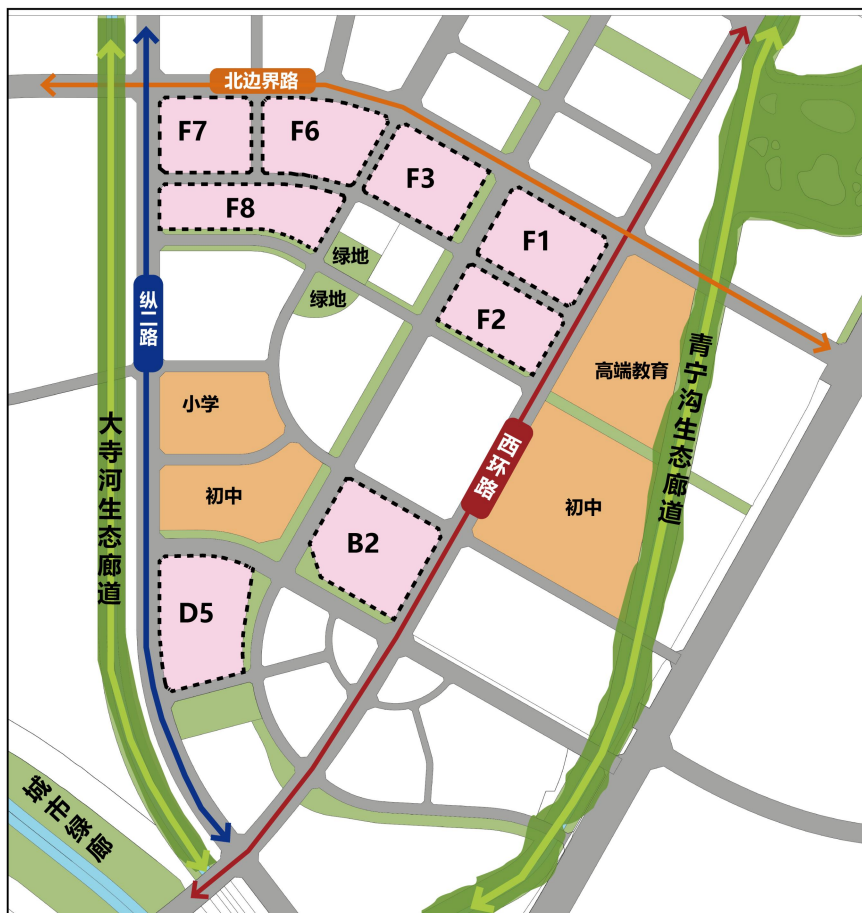 北边界路
F7
F6
F3
F8
F1
绿地
绿地
F2
纵二路
高端教育
青宁沟生态廊道
小学
大寺河生态廊道
西环路
初中
初中
B2
D5
城市绿廊